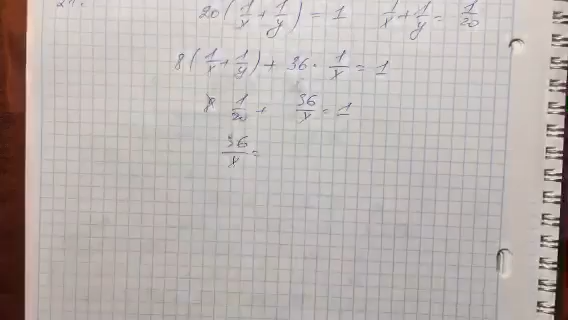 20(1/x + 1/y) = 1 1/x + 1/y = 1/20
8(1/x + 1/y) + 36 · 1/x = 1
1/20 + 36/x = 1
36/x =